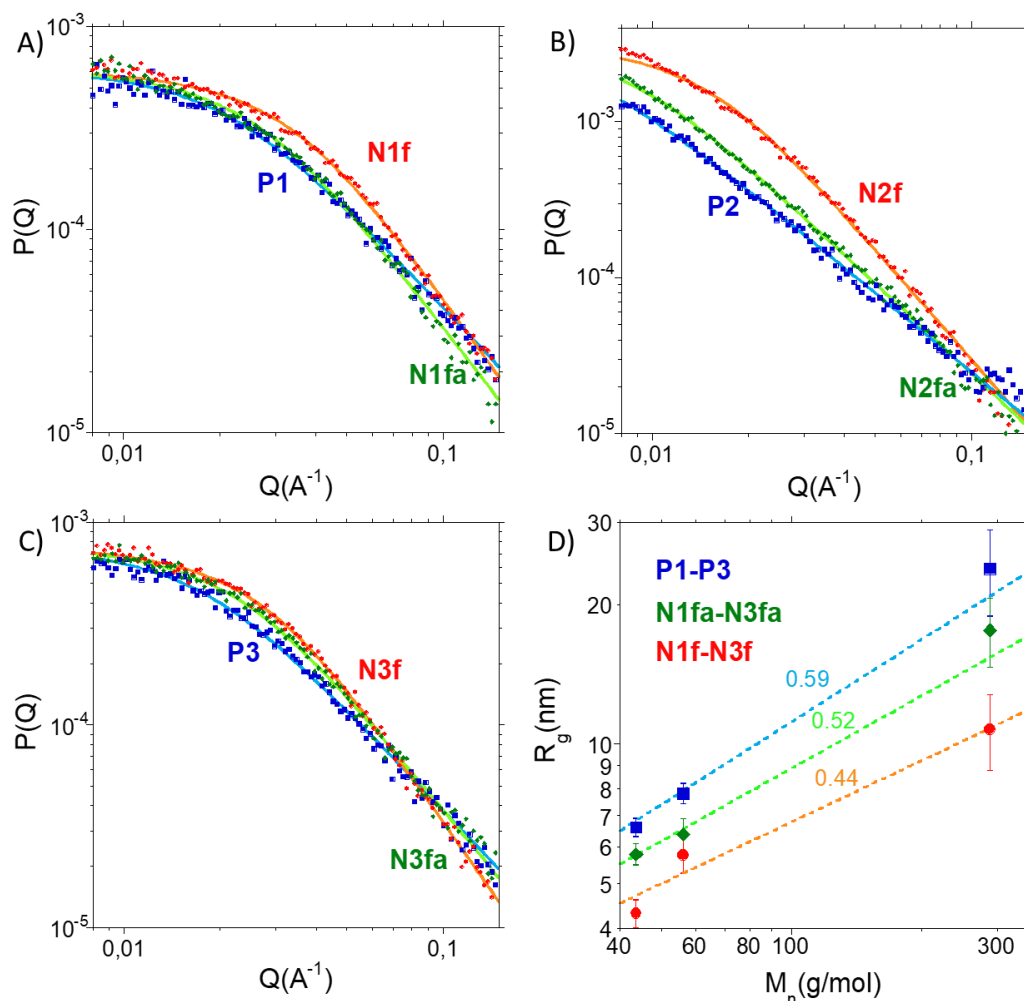 A)
10⁻³
10⁻⁴
10⁻⁵
P(Q)
N1f
P1
N1fa
0,01
0,1
Q(A⁻¹)
B)
10⁻³
10⁻⁴
10⁻⁵
P(Q)
N2f
P2
N2fa
0,01
0,1
Q(A⁻¹)
C)
10⁻³
10⁻⁴
10⁻⁵
P(Q)
P3
N3f
N3fa
0,01
0,1
Q(A⁻¹)
D)
30
20
10
9
8
7
6
5
4
R_g(nm)
P1-P3
N1fa-N3fa
N1f-N3f
0.59
0.52
0.44
40
60
80
100
300
M_n(g/mol)